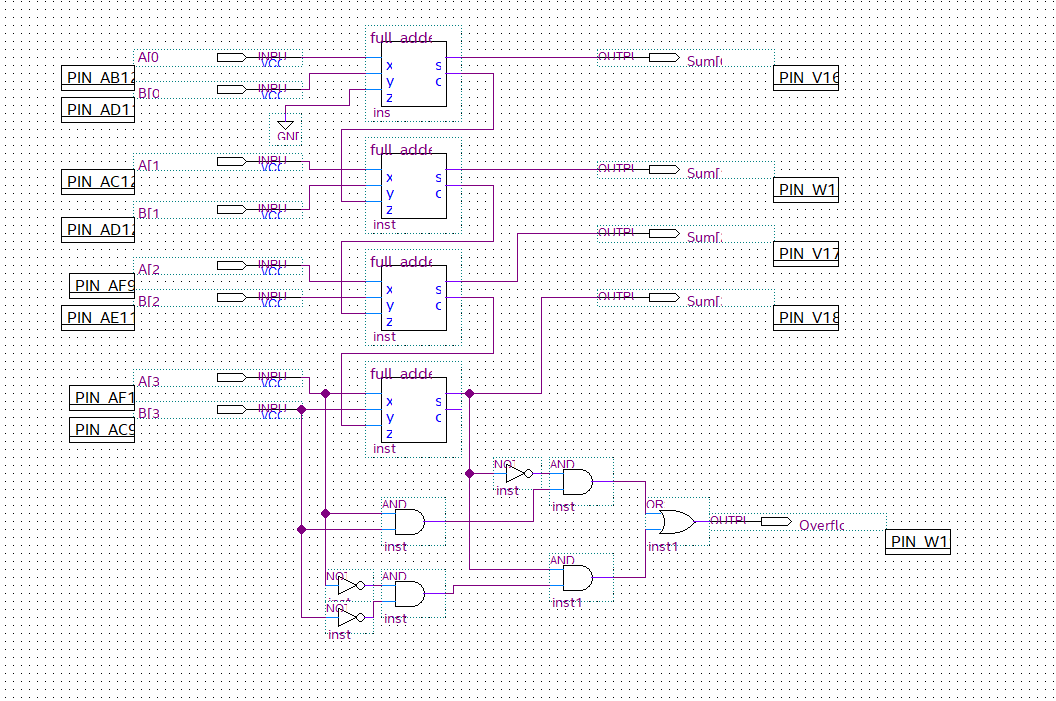 full_adde
A[0
INPU
VCC
PIN_AB12
x
y
z
s
c
OUTPU
Sum[
PIN_V16
B[0
INPU
VCC
PIN_AD11
GND
ins
full_adde
A[1
INPU
VCC
PIN_AC12
x
y
z
s
c
OUTPU
Sum[
PIN_W1
B[1
INPU
VCC
PIN_AD12
inst
OUTPU
Sum[
PIN_V17
full_adde
A[2
INPU
VCC
PIN_AF9
x
y
z
s
c
OUTPU
Sum[
PIN_V18
B[2
INPU
VCC
PIN_AE11
inst
full_adde
A[3
INPU
VCC
PIN_AF1
x
y
z
s
c
B[3
INPU
VCC
PIN_AC9
inst
NOT
inst
AND
inst
AND
inst
OR
inst1
OUTPU
Overflo
PIN_W1
AND
inst1
NOT
inst
AND
inst
NOT
inst